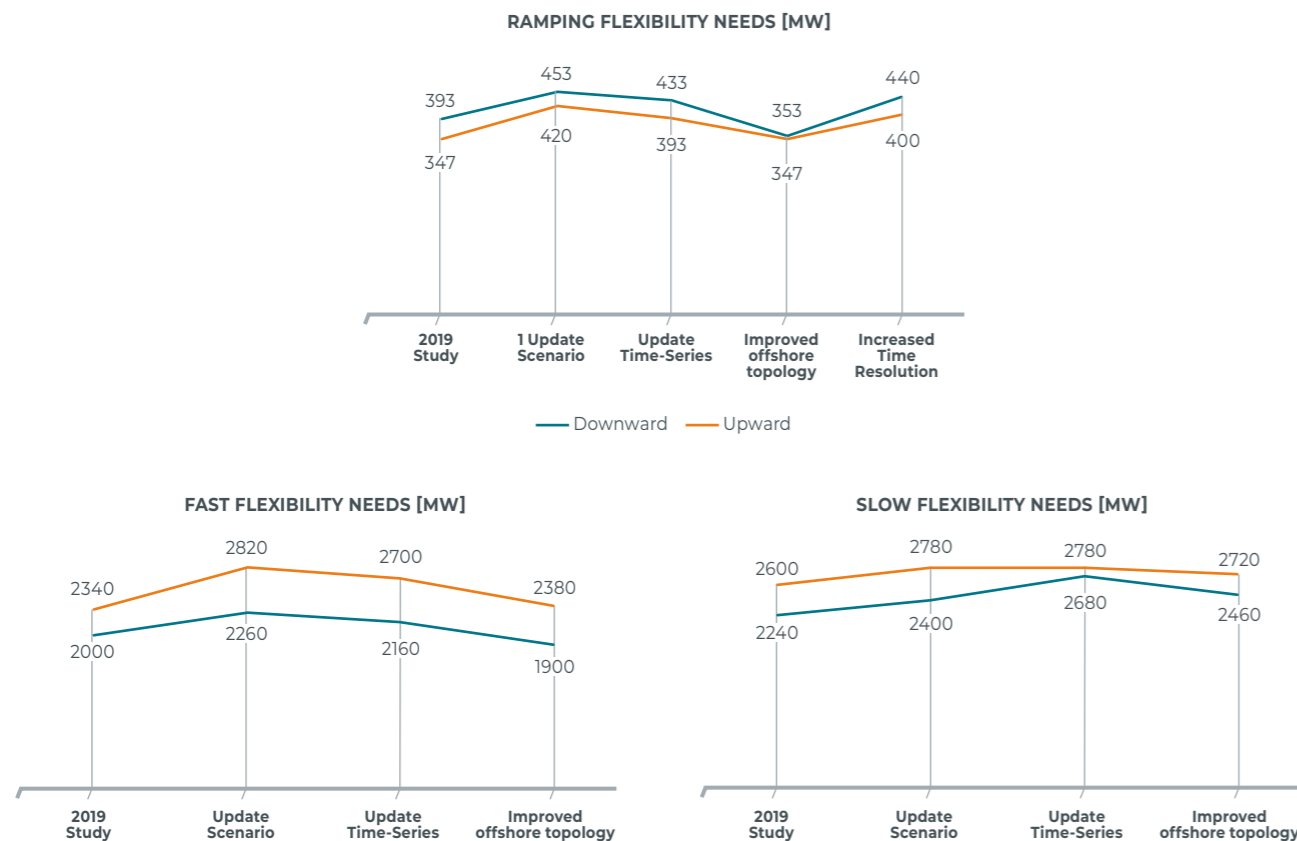 RAMPING FLEXIBILITY NEEDS [MW]
393
453
433
353
440
347
420
393
347
400
2019
Study
1 Update
Scenario
Update
Time-Series
Improved
offshore
topology
Increased
Time
Resolution
Downward
Upward
FAST FLEXIBILITY NEEDS [MW]
2340
2820
2700
2380
2000
2260
2160
1900
2019
Study
Update
Scenario
Update
Time-Series
Improved
offshore topology
SLOW FLEXIBILITY NEEDS [MW]
2600
2780
2780
2720
2240
2400
2680
2460
2019
Study
Update
Scenario
Update
Time-Series
Improved
offshore topology